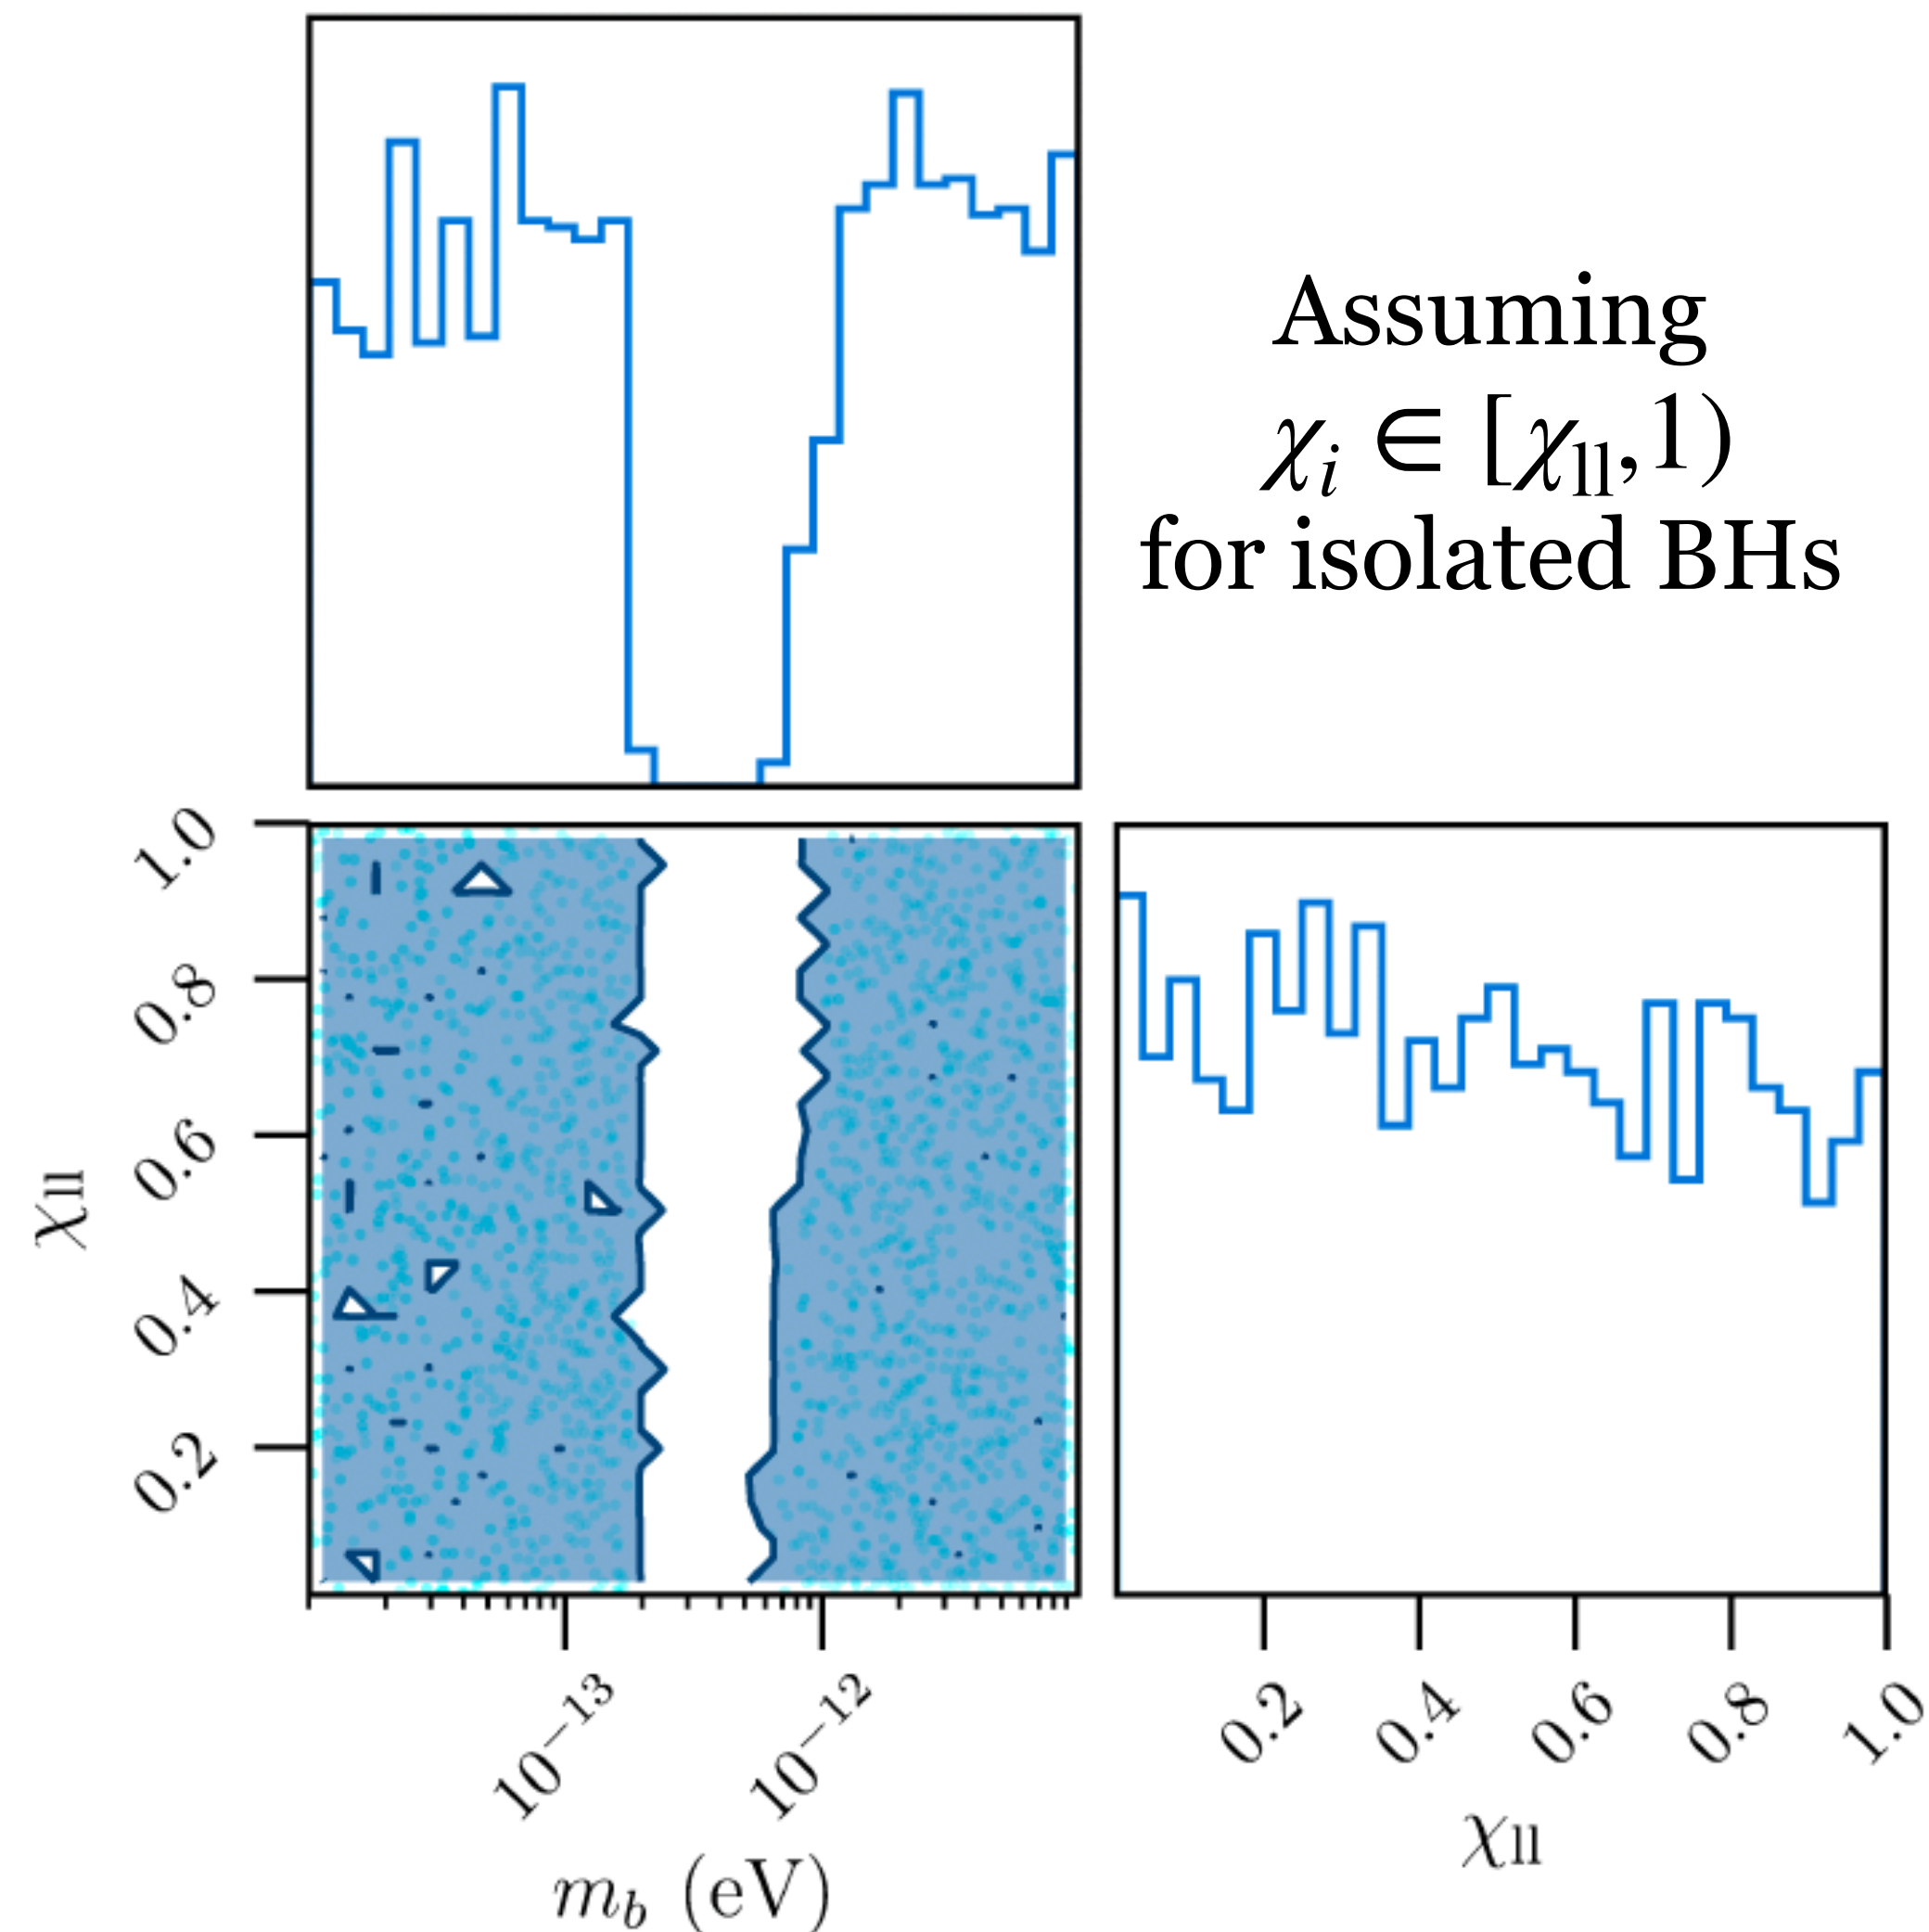 Assuming
χᵢ ∈ [χ_ll, 1)
for isolated BHs
1.0
0.8
0.6
0.4
0.2
χ_ll
10⁻¹³
10⁻¹²
m_b (eV)
0.2
0.4
0.6
0.8
1.0
χ_ll